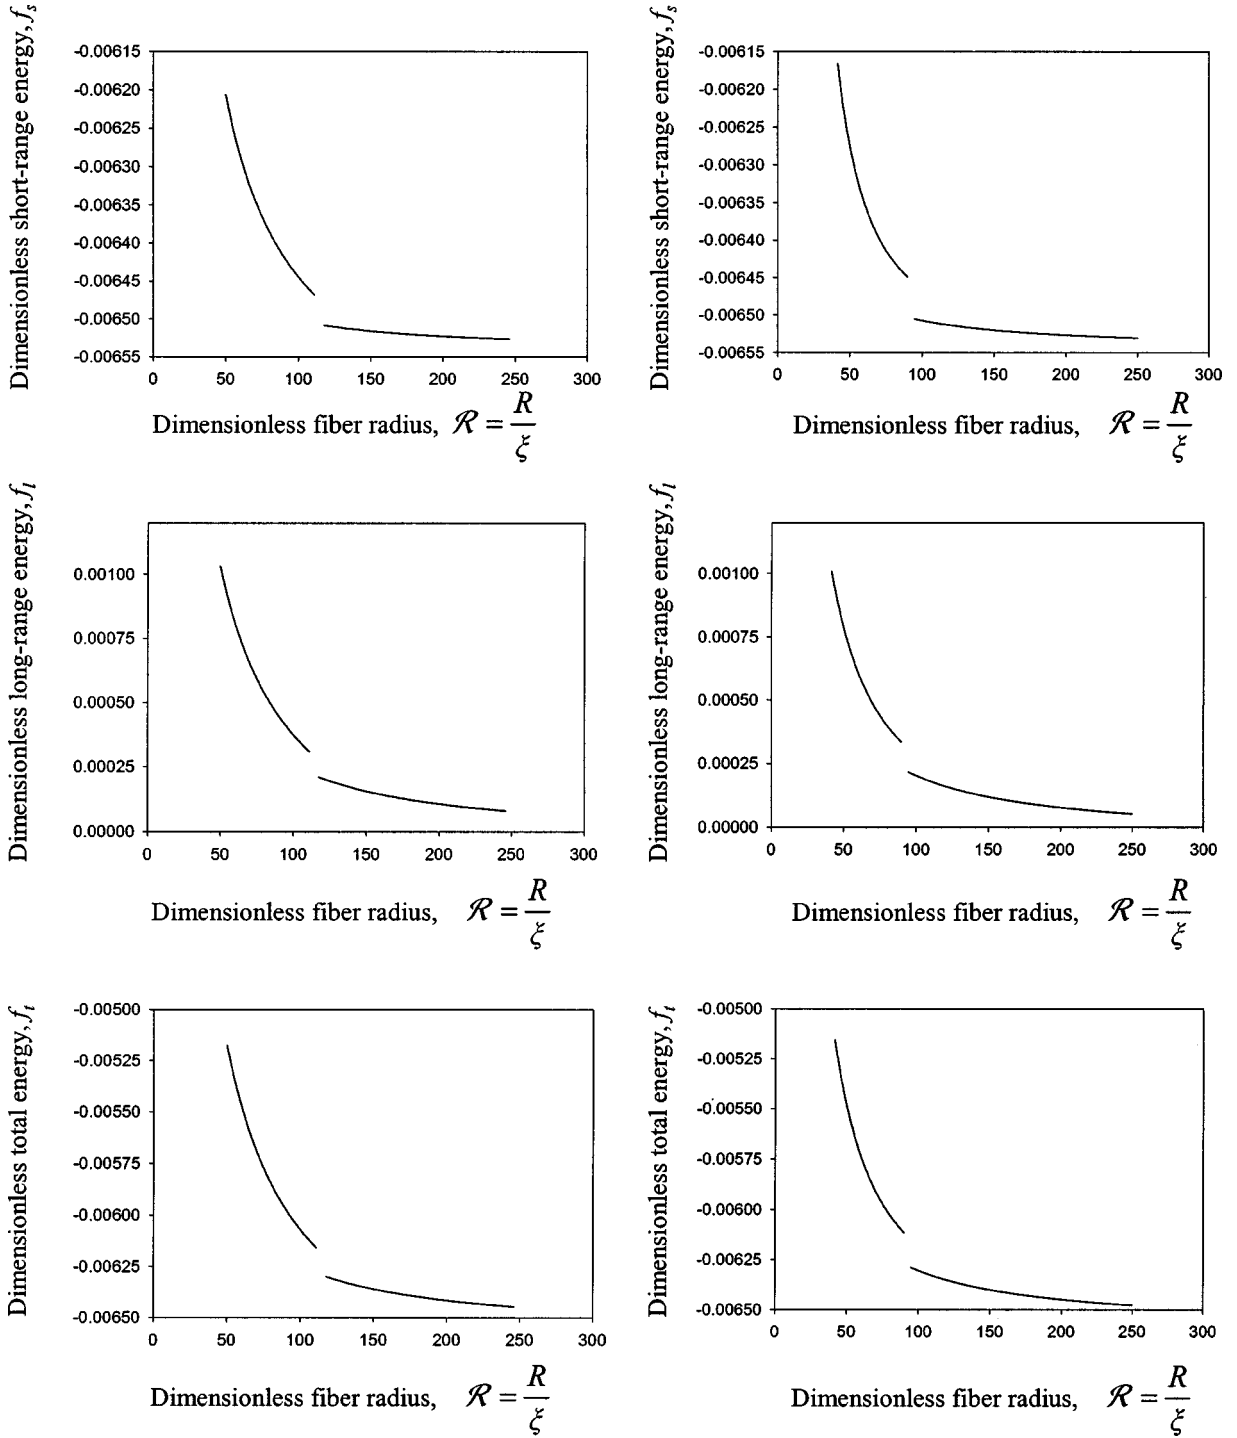 Dimensionless short-range energy, f_s
-0.00615
-0.00620
-0.00625
-0.00630
-0.00635
-0.00640
-0.00645
-0.00650
-0.00655
0 50 100 150 200 250 300
Dimensionless fiber radius, ℛ = R/ξ
Dimensionless short-range energy, f_s
-0.00615
-0.00620
-0.00625
-0.00630
-0.00635
-0.00640
-0.00645
-0.00650
-0.00655
0 50 100 150 200 250 300
Dimensionless fiber radius, ℛ = R/ξ
Dimensionless long-range energy, f_l
0.00100
0.00075
0.00050
0.00025
0.00000
0 50 100 150 200 250 300
Dimensionless fiber radius, ℛ = R/ξ
Dimensionless long-range energy, f_l
0.00100
0.00075
0.00050
0.00025
0.00000
0 50 100 150 200 250 300
Dimensionless fiber radius, ℛ = R/ξ
Dimensionless total energy, f_t
-0.00500
-0.00525
-0.00550
-0.00575
-0.00600
-0.00625
-0.00650
0 50 100 150 200 250 300
Dimensionless fiber radius, ℛ = R/ξ
Dimensionless total energy, f_t
-0.00500
-0.00525
-0.00550
-0.00575
-0.00600
-0.00625
-0.00650
0 50 100 150 200 250 300
Dimensionless fiber radius, ℛ = R/ξ